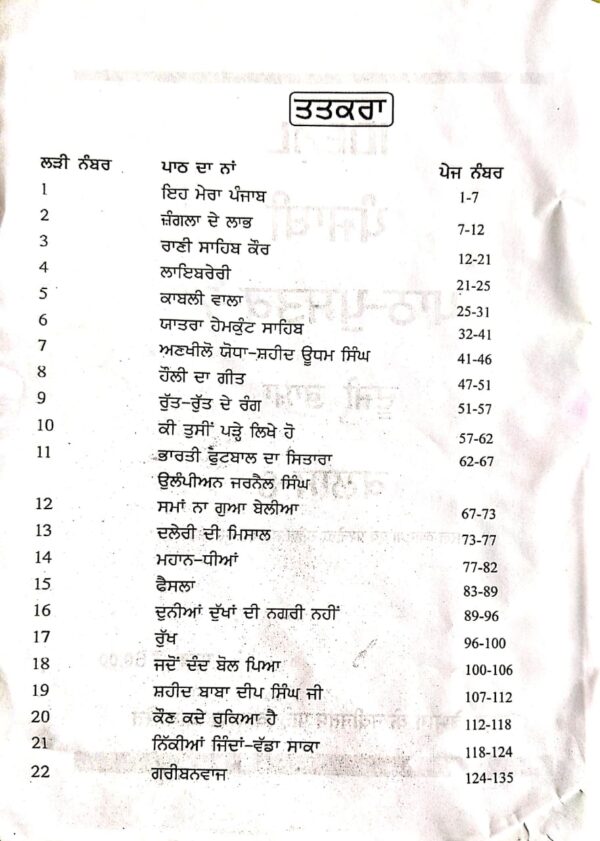 ਤਤਕਰਾ
ਲੜੀ ਨੰਬਰ ਪਾਠ ਦਾ ਨਾਂ ਪੇਜ ਨੰਬਰ
1 ਇਹ ਮੇਰਾ ਪੰਜਾਬ 1-7
2 ਜ਼ੰਗਲਾ ਦੇ ਲਾਭ 7-12
3 ਰਾਣੀ ਸਾਹਿਬ ਕੌਰ 12-21
4 ਲਾਇਬਰੇਰੀ 21-25
5 ਕਾਬਲੀ ਵਾਲਾ 25-31
6 ਯਾਤਰਾ ਹੇਮਕੁੰਟ ਸਾਹਿਬ 32-41
7 ਅਣਖੀਲੋ ਯੋਧਾ-ਸ਼ਹੀਦ ਊਧਮ ਸਿੰਘ 41-46
8 ਹੌਲੀ ਦਾ ਗੀਤ 47-51
9 ਰੁੱਤ-ਰੁੱਤ ਦੇ ਰੰਗ 51-57
10 ਕੀ ਤੁਸੀਂ ਪੜ੍ਹੇ ਲਿਖੇ ਹੋ 57-62
11 ਭਾਰਤੀ ਫੁੱਟਬਾਲ ਦਾ ਸਿਤਾਰਾ 62-67
ਉਲੰਪੀਅਨ ਜਰਨੈਲ ਸਿੰਘ
12 ਸਮਾਂ ਨਾ ਗੁਆ ਬੇਲੀਆ 67-73
13 ਦਲੇਰੀ ਦੀ ਮਿਸਾਲ 73-77
14 ਮਹਾਨ-ਧੀਆਂ 77-82
15 ਫੈਸਲਾ 83-89
16 ਦੁਨੀਆਂ ਦੁੱਖਾਂ ਦੀ ਨਗਰੀ ਨਹੀਂ 89-96
17 ਰੁੱਖ 96-100
18 ਜਦੋਂ ਦੰਦ ਬੋਲ ਪਿਆ 100-106
19 ਸ਼ਹੀਦ ਬਾਬਾ ਦੀਪ ਸਿੰਘ ਜੀ 107-112
20 ਕੌਣ ਕਦੇ ਰੁਕਿਆ ਹੈ 112-118
21 ਨਿੱਕੀਆਂ ਜਿੰਦਾਂ-ਵੱਡਾ ਸਾਕਾ 118-124
22 ਗਰੀਬਨਵਾਜ 124-135